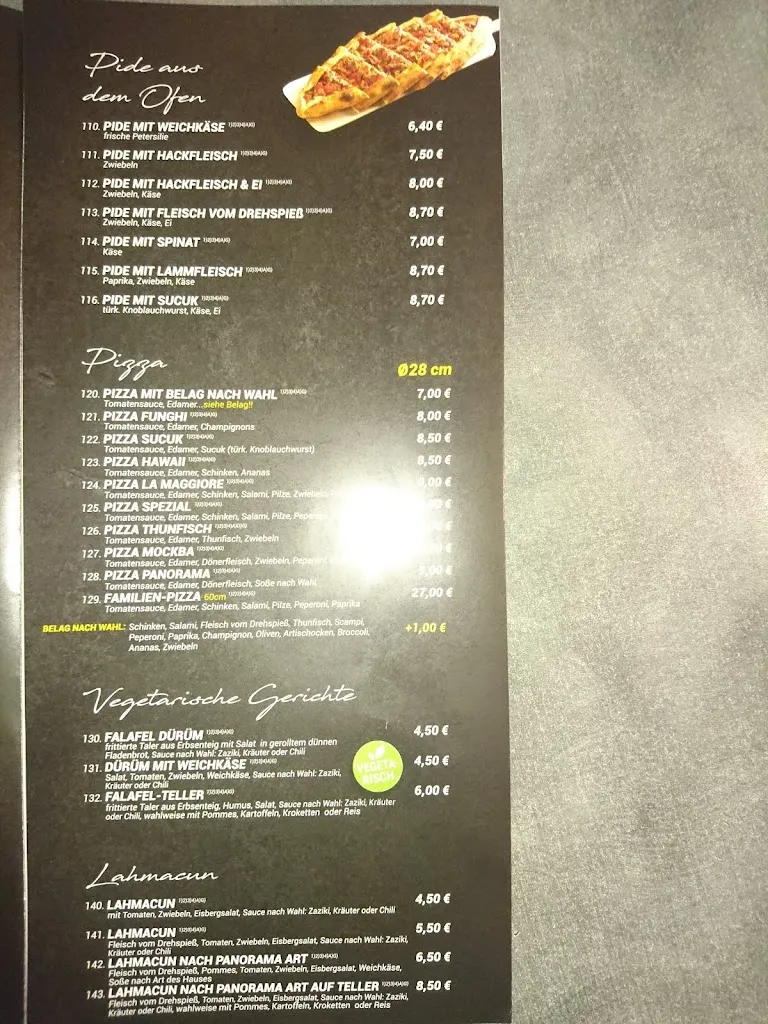 Pide aus
dem Ofen
110. PIDE MIT WEICHKÄSE 6,40 €
frische Petersilie
111. PIDE MIT HACKFLEISCH 7,50 €
Zwiebeln
112. PIDE MIT HACKFLEISCH & EI 8,00 €
Zwiebeln, Käse
113. PIDE MIT FLEISCH VOM DREHSPIEß 8,70 €
Zwiebeln, Käse, Ei
114. PIDE MIT SPINAT 7,00 €
Käse
115. PIDE MIT LAMMFLEISCH 8,70 €
Paprika, Zwiebeln, Käse
116. PIDE MIT SUCUK 8,70 €
türk. Knoblauchwurst, Käse, Ei
Pizza
Ø28 cm
120. PIZZA MIT BELAG NACH WAHL 7,00 €
Tomatensauce, Edamer...siehe Belag!!
121. PIZZA FUNGHI 8,00 €
Tomatensauce, Edamer, Champignons
122. PIZZA SUCUK 8,50 €
Tomatensauce, Edamer, Sucuk (türk. Knoblauchwurst)
123. PIZZA HAWAII 8,50 €
Tomatensauce, Edamer, Schinken, Ananas
124. PIZZA LA MAGGIORE
Tomatensauce, Edamer, Schinken, Salami, Pilze,
125. PIZZA SPEZIAL
Tomatensauce, Edamer, Schinken, Salami, Pilze,
126. PIZZA THUNFISCH
Tomatensauce, Edamer, Thunfisch, Zwiebeln
127. PIZZA MOCKBA
Tomatensauce, Edamer, Dönerfleisch, Zwiebeln,
128. PIZZA PANORAMA
Tomatensauce, Edamer, Dönerfleisch, Soße nach Wahl
129. FAMILIEN-PIZZA 60cm 27,00 €
Tomatensauce, Edamer, Schinken, Salami, Pilze, Peperoni, Paprika
BELAG NACH WAHL: Schinken, Salami, Fleisch vom Drehspieß, Thunfisch, Scampi, +1,00 €
Peperoni, Paprika, Champignon, Oliven, Artischocken, Broccoli,
Ananas, Zwiebeln
Vegetarische Gerichte
130. FALAFEL DÜRÜM 4,50 €
frittierte Taler aus Erbsenteig mit Salat in gerolltem dünnen
Fladenbrot, Sauce nach Wahl: Zaziki, Kräuter oder Chili
131. DÜRÜM MIT WEICHKÄSE 4,50 €
Salat, Tomaten, Zwiebeln, Weichkäse, Sauce nach Wahl: Zaziki,
Kräuter oder Chili
VEGETA-
RISCH
132. FALAFEL-TELLER 6,00 €
frittierte Taler aus Erbsenteig, Humus, Salat, Sauce nach Wahl: Zaziki, Kräuter
oder Chili, wahlweise mit Pommes, Kartoffeln, Kroketten oder Reis
Lahmacun
140. LAHMACUN 4,50 €
mit Tomaten, Zwiebeln, Eisbergsalat, Sauce nach Wahl: Zaziki, Kräuter oder Chili
141. LAHMACUN 5,50 €
Fleisch vom Drehspieß, Tomaten, Zwiebeln, Eisbergsalat, Sauce nach Wahl: Zaziki,
Kräuter oder Chili
142. LAHMACUN NACH PANORAMA ART 6,50 €
Fleisch vom Drehspieß, Pommes, Tomaten, Zwiebeln, Eisbergsalat, Weichkäse,
Soße nach Art des Hauses
143. LAHMACUN NACH PANORAMA ART AUF TELLER 8,50 €
Fleisch vom Drehspieß, Tomaten, Zwiebeln, Eisbergsalat, Sauce nach Wahl: Zaziki,
Kräuter oder Chili, wahlweise mit Pommes, Kartoffeln, Kroketten oder Reis